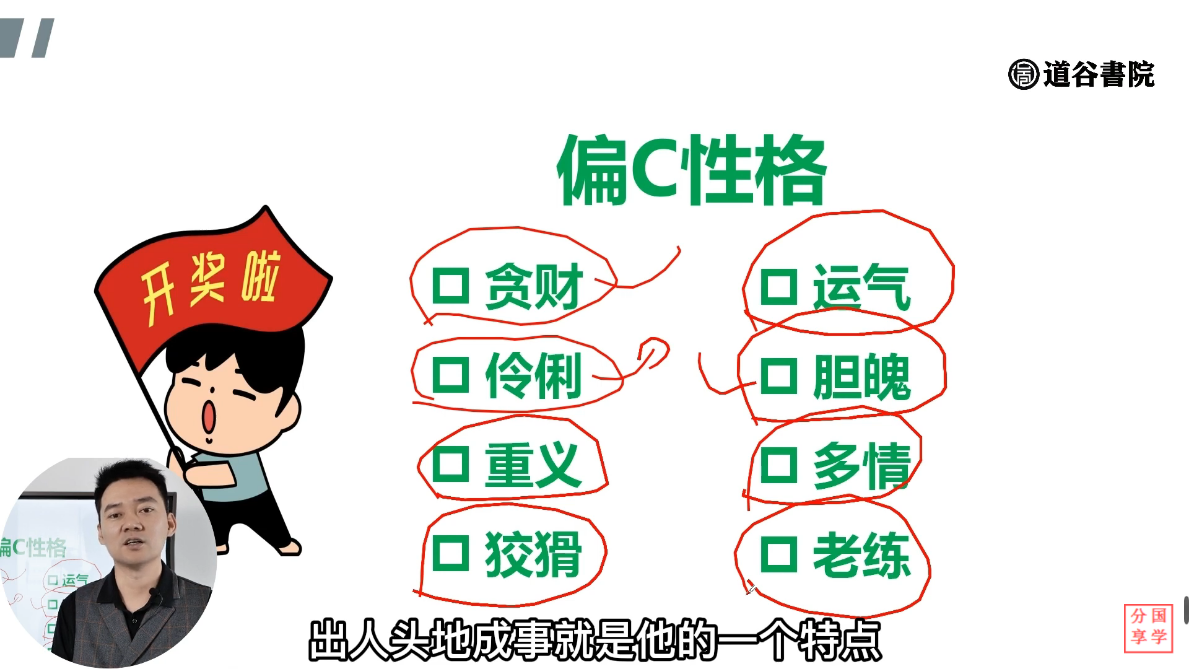 道谷書院
偏C性格
开奖啦
贪财
运气
伶俐
胆魄
重义
多情
狡猾
老练
偏C性格
运气
出人头地成事就是他的一个特点
分国
享学